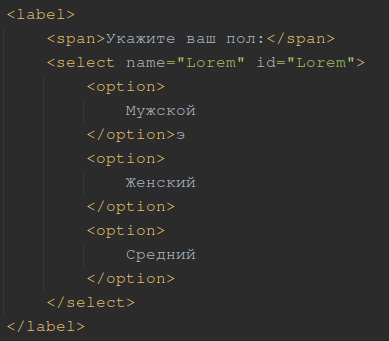 <label>
<span>Укажите ваш пол:</span>
<select name="Lorem" id="Lorem">
<option>
Мужской
</option>э
<option>
Женский
</option>
<option>
Средний
</option>
</select>
</label>